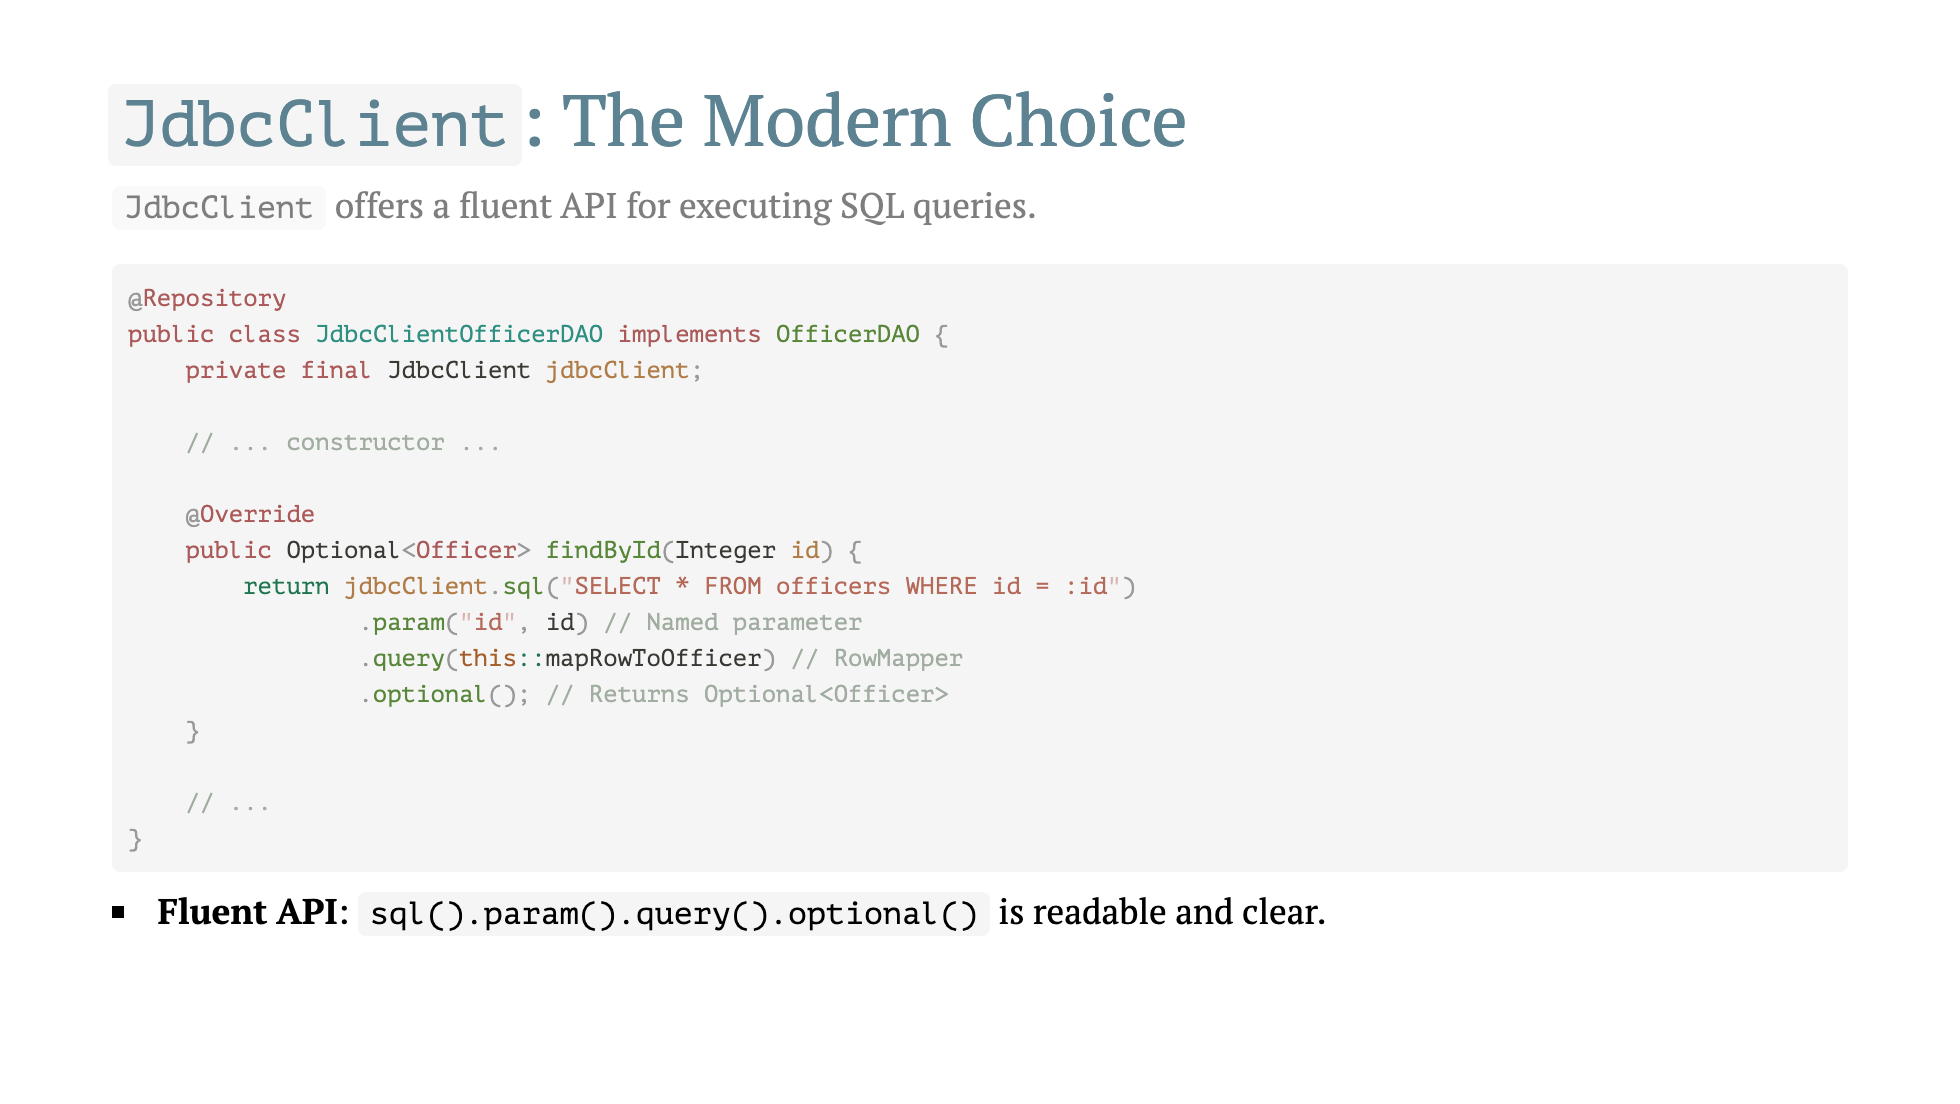 JdbcClient: The Modern Choice
JdbcClient offers a fluent API for executing SQL queries.
@Repository
public class JdbcClientOfficerDAO implements OfficerDAO {
    private final JdbcClient jdbcClient;
    // ... constructor ...
    @Override
    public Optional<Officer> findById(Integer id) {
        return jdbcClient.sql("SELECT * FROM officers WHERE id = :id")
                .param("id", id) // Named parameter
                .query(this::mapRowToOfficer) // RowMapper
                .optional(); // Returns Optional<Officer>
    }
    // ...
}
▪ Fluent API: sql().param().query().optional() is readable and clear.